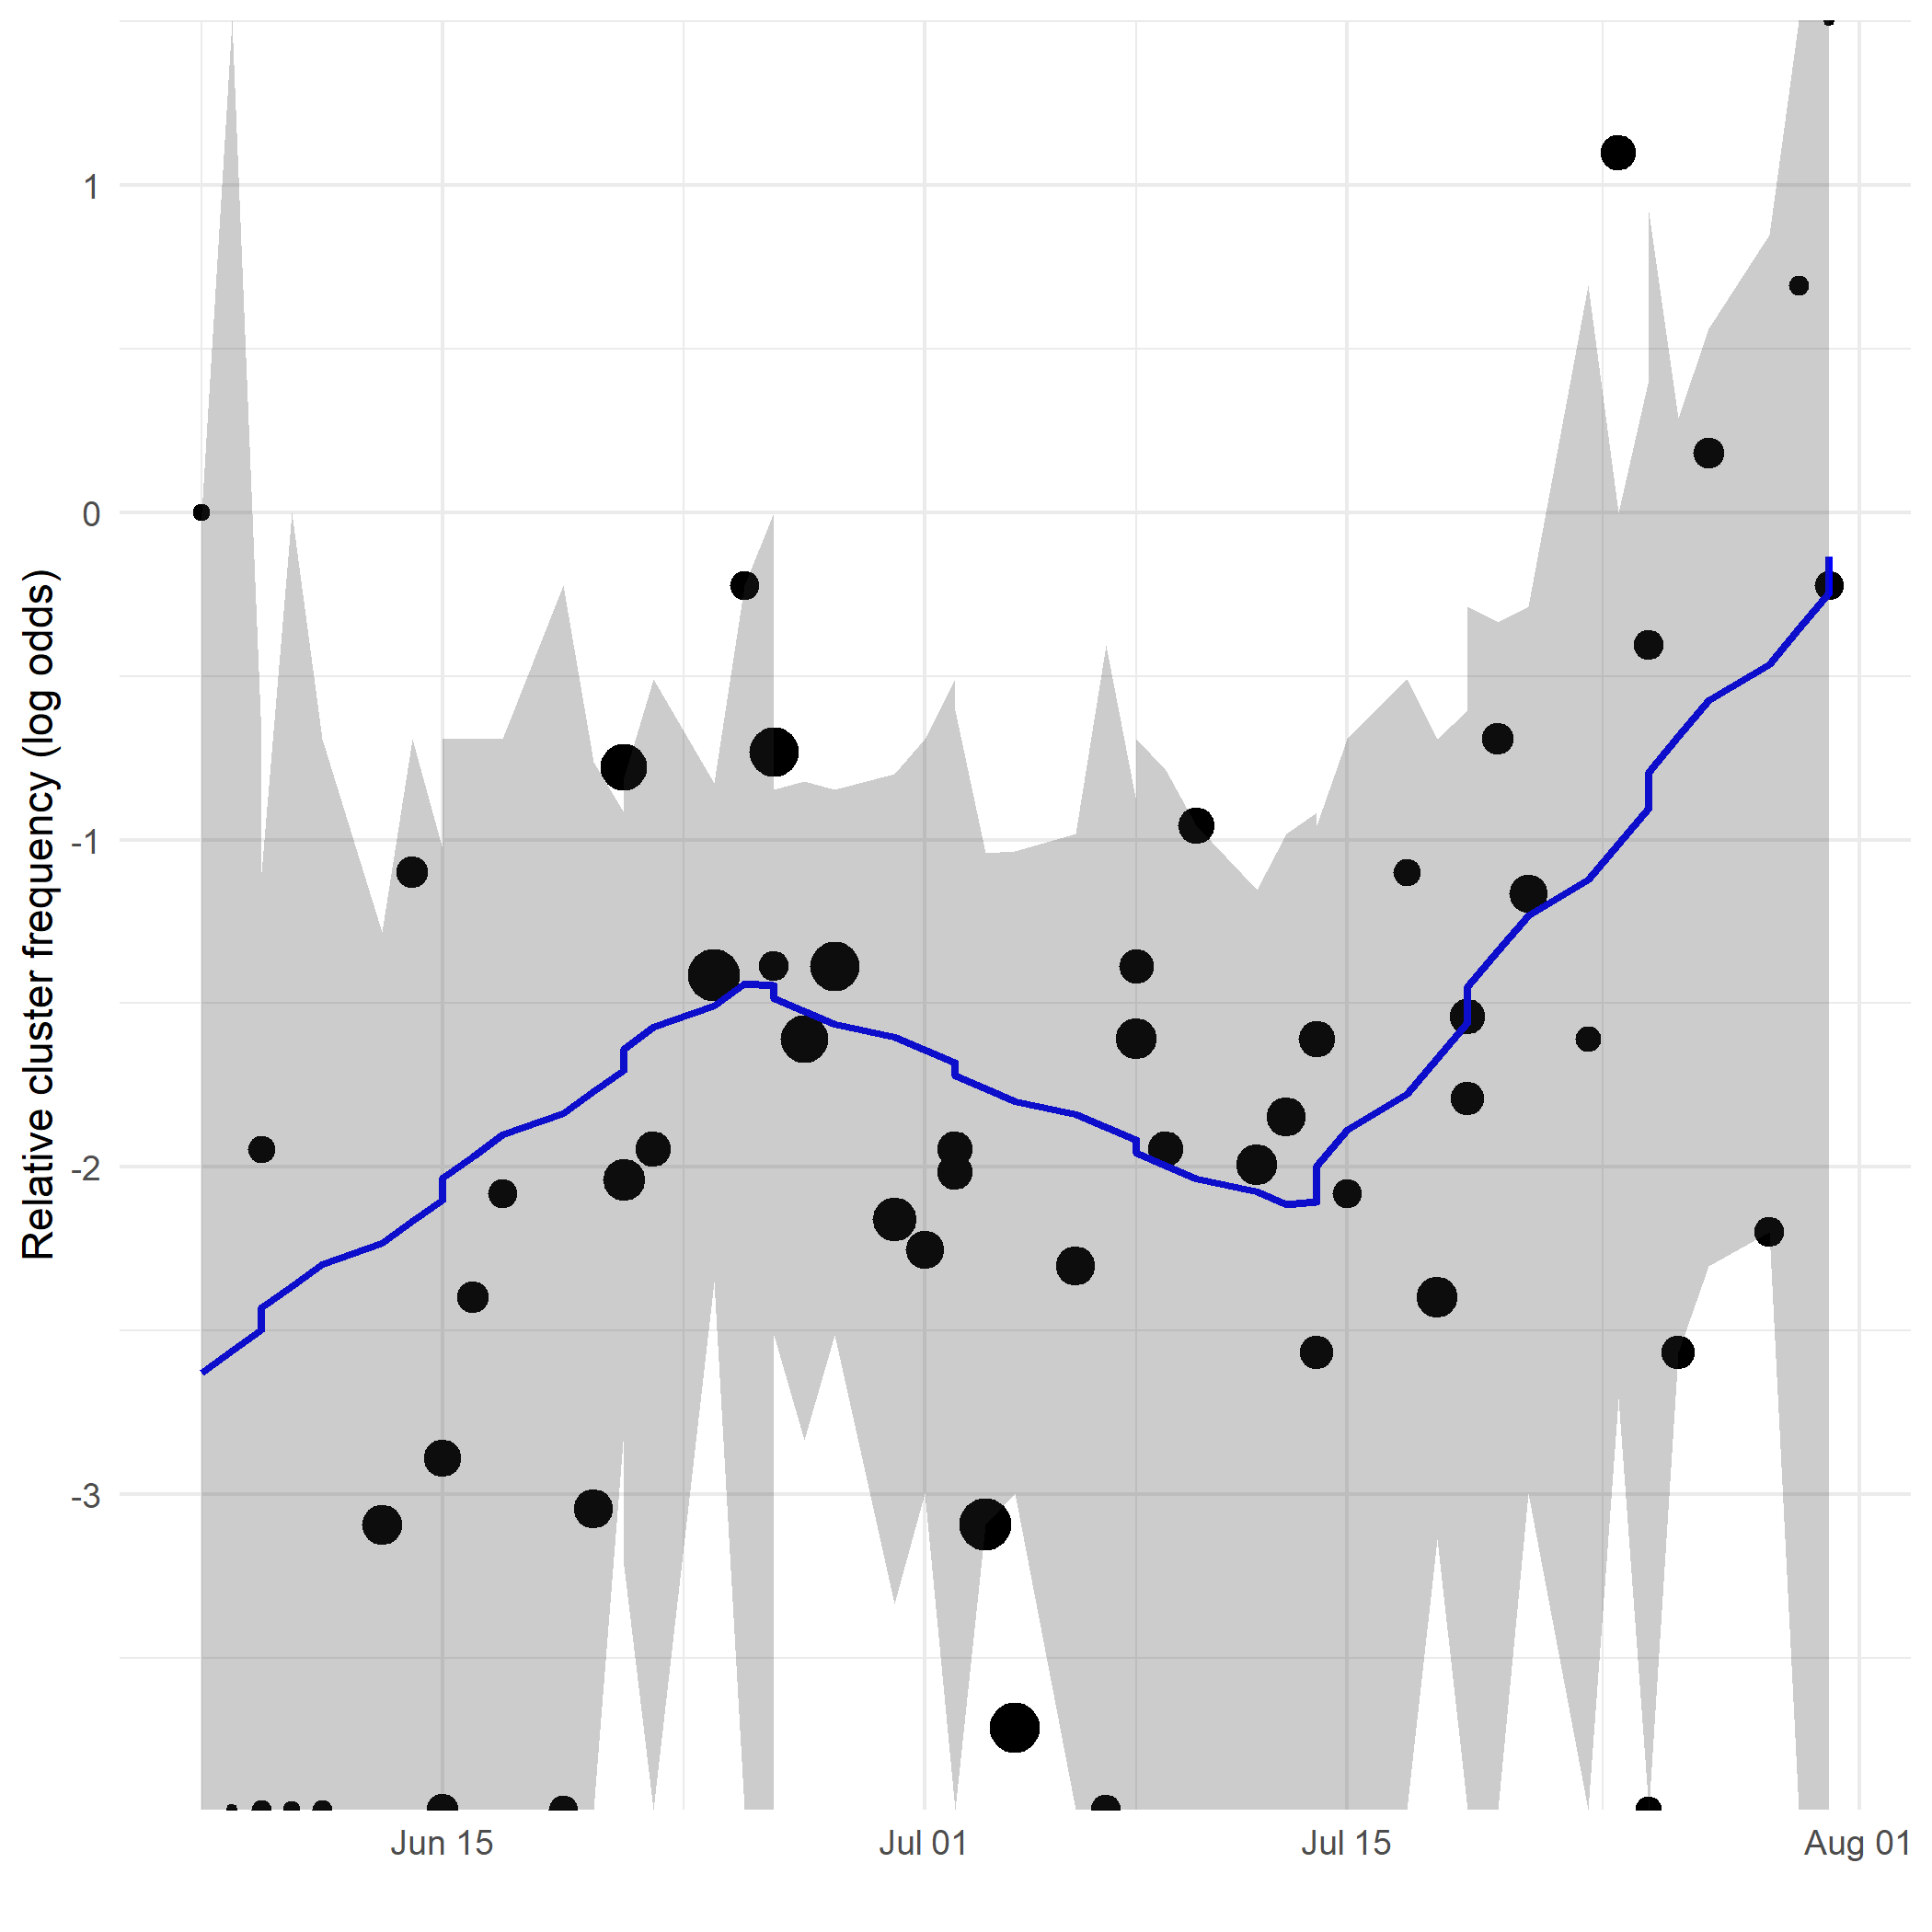 Relative cluster frequency (log odds)
1
0
-1
-2
-3
Jun 15
Jul 01
Jul 15
Aug 01